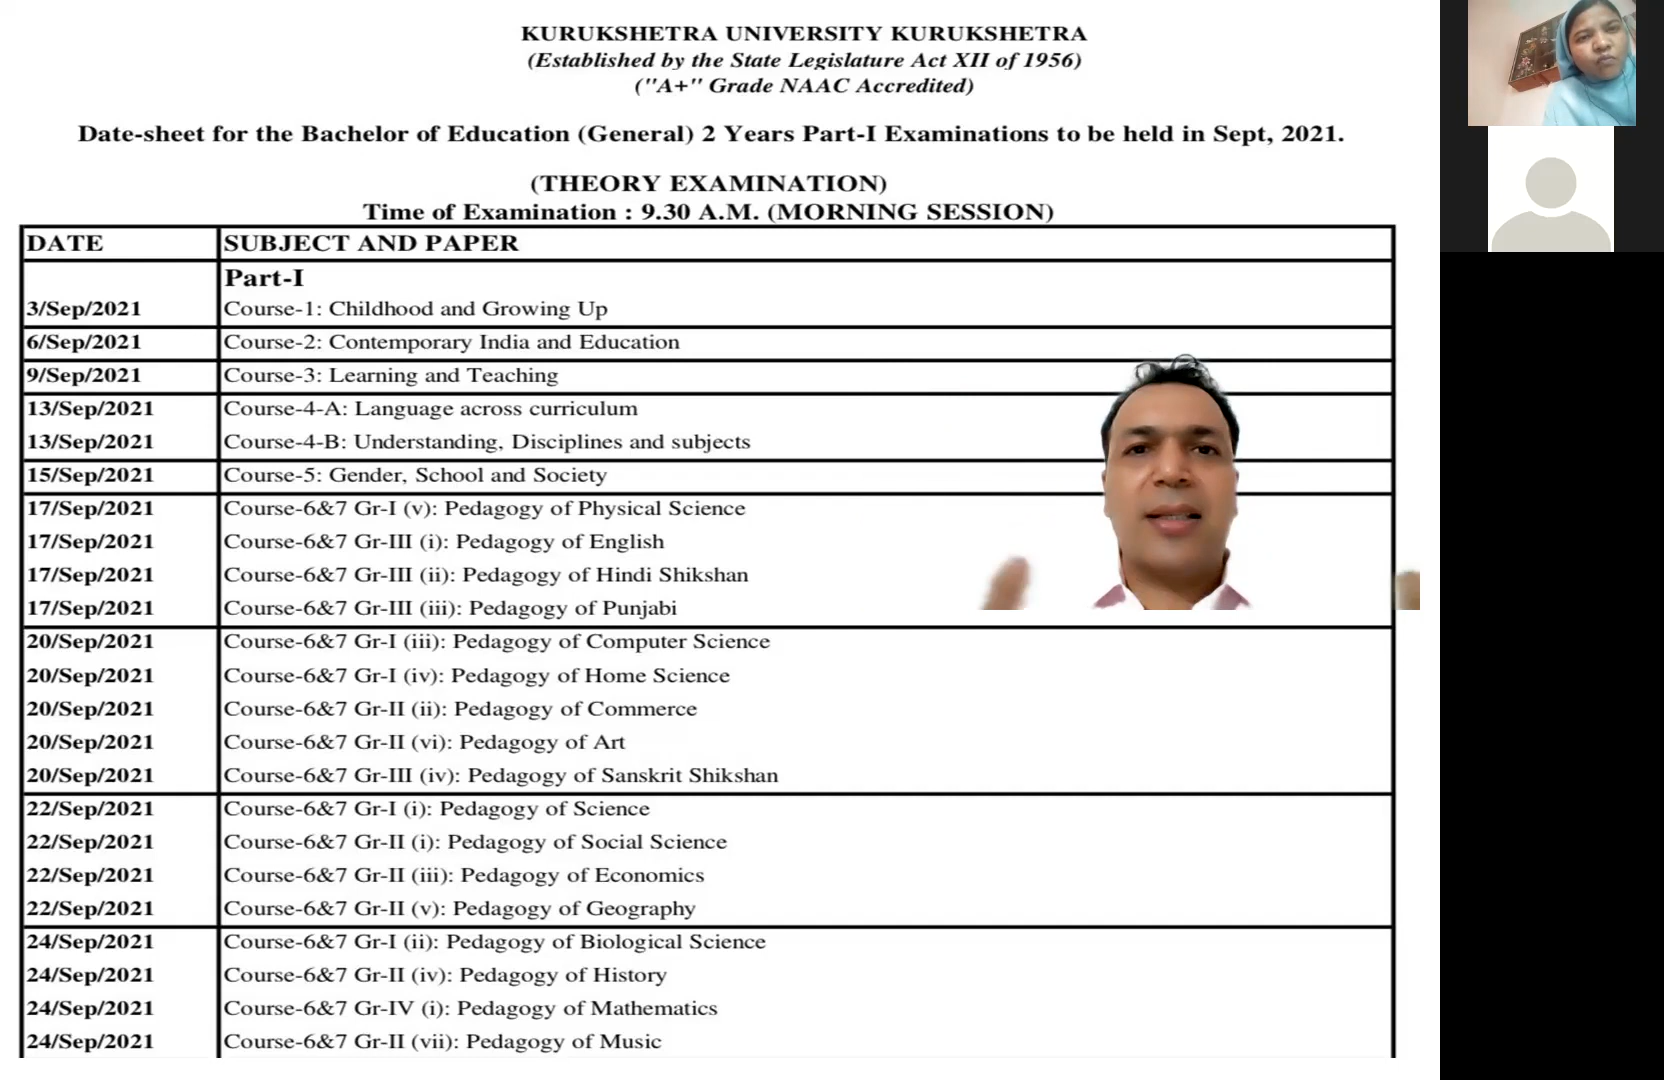 KURUKSHETRA UNIVERSITY KURUKSHETRA
(Established by the State Legislature Act XII of 1956)
("A+" Grade NAAC Accredited)
Date-sheet for the Bachelor of Education (General) 2 Years Part-I Examinations to be held in Sept, 2021.
(THEORY EXAMINATION)
Time of Examination : 9.30 A.M. (MORNING SESSION)
DATE SUBJECT AND PAPER
Part-I
3/Sep/2021 Course-1: Childhood and Growing Up
6/Sep/2021 Course-2: Contemporary India and Education
9/Sep/2021 Course-3: Learning and Teaching
13/Sep/2021 Course-4-A: Language across curriculum
13/Sep/2021 Course-4-B: Understanding, Disciplines and subjects
15/Sep/2021 Course-5: Gender, School and Society
17/Sep/2021 Course-6&7 Gr-I (v): Pedagogy of Physical Science
17/Sep/2021 Course-6&7 Gr-III (i): Pedagogy of English
17/Sep/2021 Course-6&7 Gr-III (ii): Pedagogy of Hindi Shikshan
17/Sep/2021 Course-6&7 Gr-III (iii): Pedagogy of Punjabi
20/Sep/2021 Course-6&7 Gr-I (iii): Pedagogy of Computer Science
20/Sep/2021 Course-6&7 Gr-I (iv): Pedagogy of Home Science
20/Sep/2021 Course-6&7 Gr-II (ii): Pedagogy of Commerce
20/Sep/2021 Course-6&7 Gr-II (vi): Pedagogy of Art
20/Sep/2021 Course-6&7 Gr-III (iv): Pedagogy of Sanskrit Shikshan
22/Sep/2021 Course-6&7 Gr-I (i): Pedagogy of Science
22/Sep/2021 Course-6&7 Gr-II (i): Pedagogy of Social Science
22/Sep/2021 Course-6&7 Gr-II (iii): Pedagogy of Economics
22/Sep/2021 Course-6&7 Gr-II (v): Pedagogy of Geography
24/Sep/2021 Course-6&7 Gr-I (ii): Pedagogy of Biological Science
24/Sep/2021 Course-6&7 Gr-II (iv): Pedagogy of History
24/Sep/2021 Course-6&7 Gr-IV (i): Pedagogy of Mathematics
24/Sep/2021 Course-6&7 Gr-II (vii): Pedagogy of Music